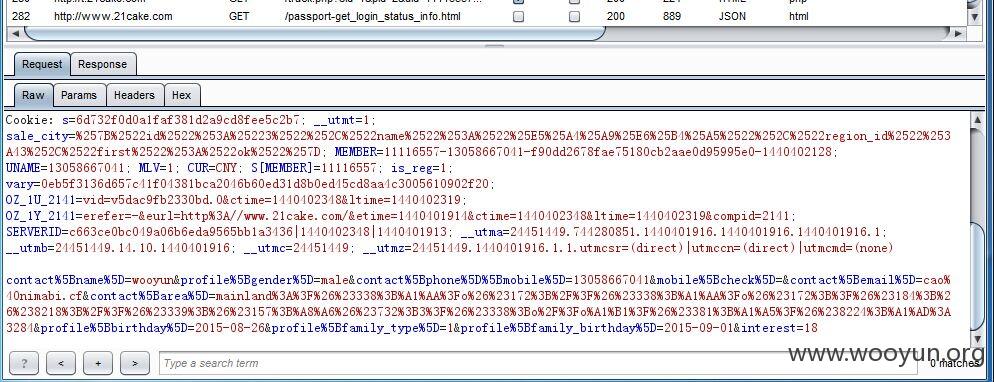 282 http://www.21cake.com GET /passport-get_login_status_info.html 200 889 JSON html
Request Response
Raw Params Headers Hex
Cookie: s=6d732f0d0a1faf381d2a9cd8fee5c2b7; __utmt=1;
sale_city=%257B%2522id%2522%253A%25223%2522%252C%2522name%2522%253A%2522%25E5%25A4%25A9%25E6%25B4%25A5%2522%252C%2522region_id%2522%253
A43%252C%2522first%2522%253A%2522ok%2522%257D; MEMBER=11116557-13058667041-f90dd2678fae75180cb2aae0d95995e0-1440402128;
UNAME=13058667041; MLV=1; CUR=CNY; S[MEMBER]=11116557; is_reg=1;
vary=0eb5f3136d657c41f04381bca2046b60ed31d8b0ed45cd8aa4c3005610902f20;
OZ_1U_2141=vid=v5dac9fb2330bd.0&ctime=1440402348&ltime=1440402319;
OZ_1Y_2141=erefer=-&eurl=http%3A//www.21cake.com/&etime=1440401914&ctime=1440402348&ltime=1440402319&compid=2141;
SERVERID=c663ce0bc049a06b6eda9565bb1a3436|1440402348|1440401913; __utma=24451449.744280851.1440401916.1440401916.1440401916.1;
__utmb=24451449.14.10.1440401916; __utmc=24451449; __utmz=24451449.1440401916.1.1.utmcsr=(direct)|utmccn=(direct)|utmcmd=(none)
contact%5Bname%5D=wooyun&profile%5Bgender%5D=male&contact%5Bphone%5D%5Bmobile%5D=13058667041&mobile%5Bcheck%5D=&contact%5Bemail%5D=cao%
40nimabi.cf&contact%5Barea%5D=mainland%3A%3F%26%23338%3B%A1%AA%3Fo%26%23172%3B%2F%3F%26%23338%3B%A1%AA%3Fo%26%23172%3B%3F%26%23184%3B%2
6%238218%3B%2F%3F%26%23339%3B%26%23157%3B%A8%A6%26%23732%3B3%3F%26%23338%3Bo%2F%3Fo%A1%B1%3F%26%23381%3F%26%238224%3B%A1%AD%3A
3284&profile%5Bbirthday%5D=2015-08-26&profile%5Bfamily_type%5D=1&profile%5Bfamily_birthday%5D=2015-09-01&interest=18
? < + > Type a search term 0 matches
www.wooyun.org